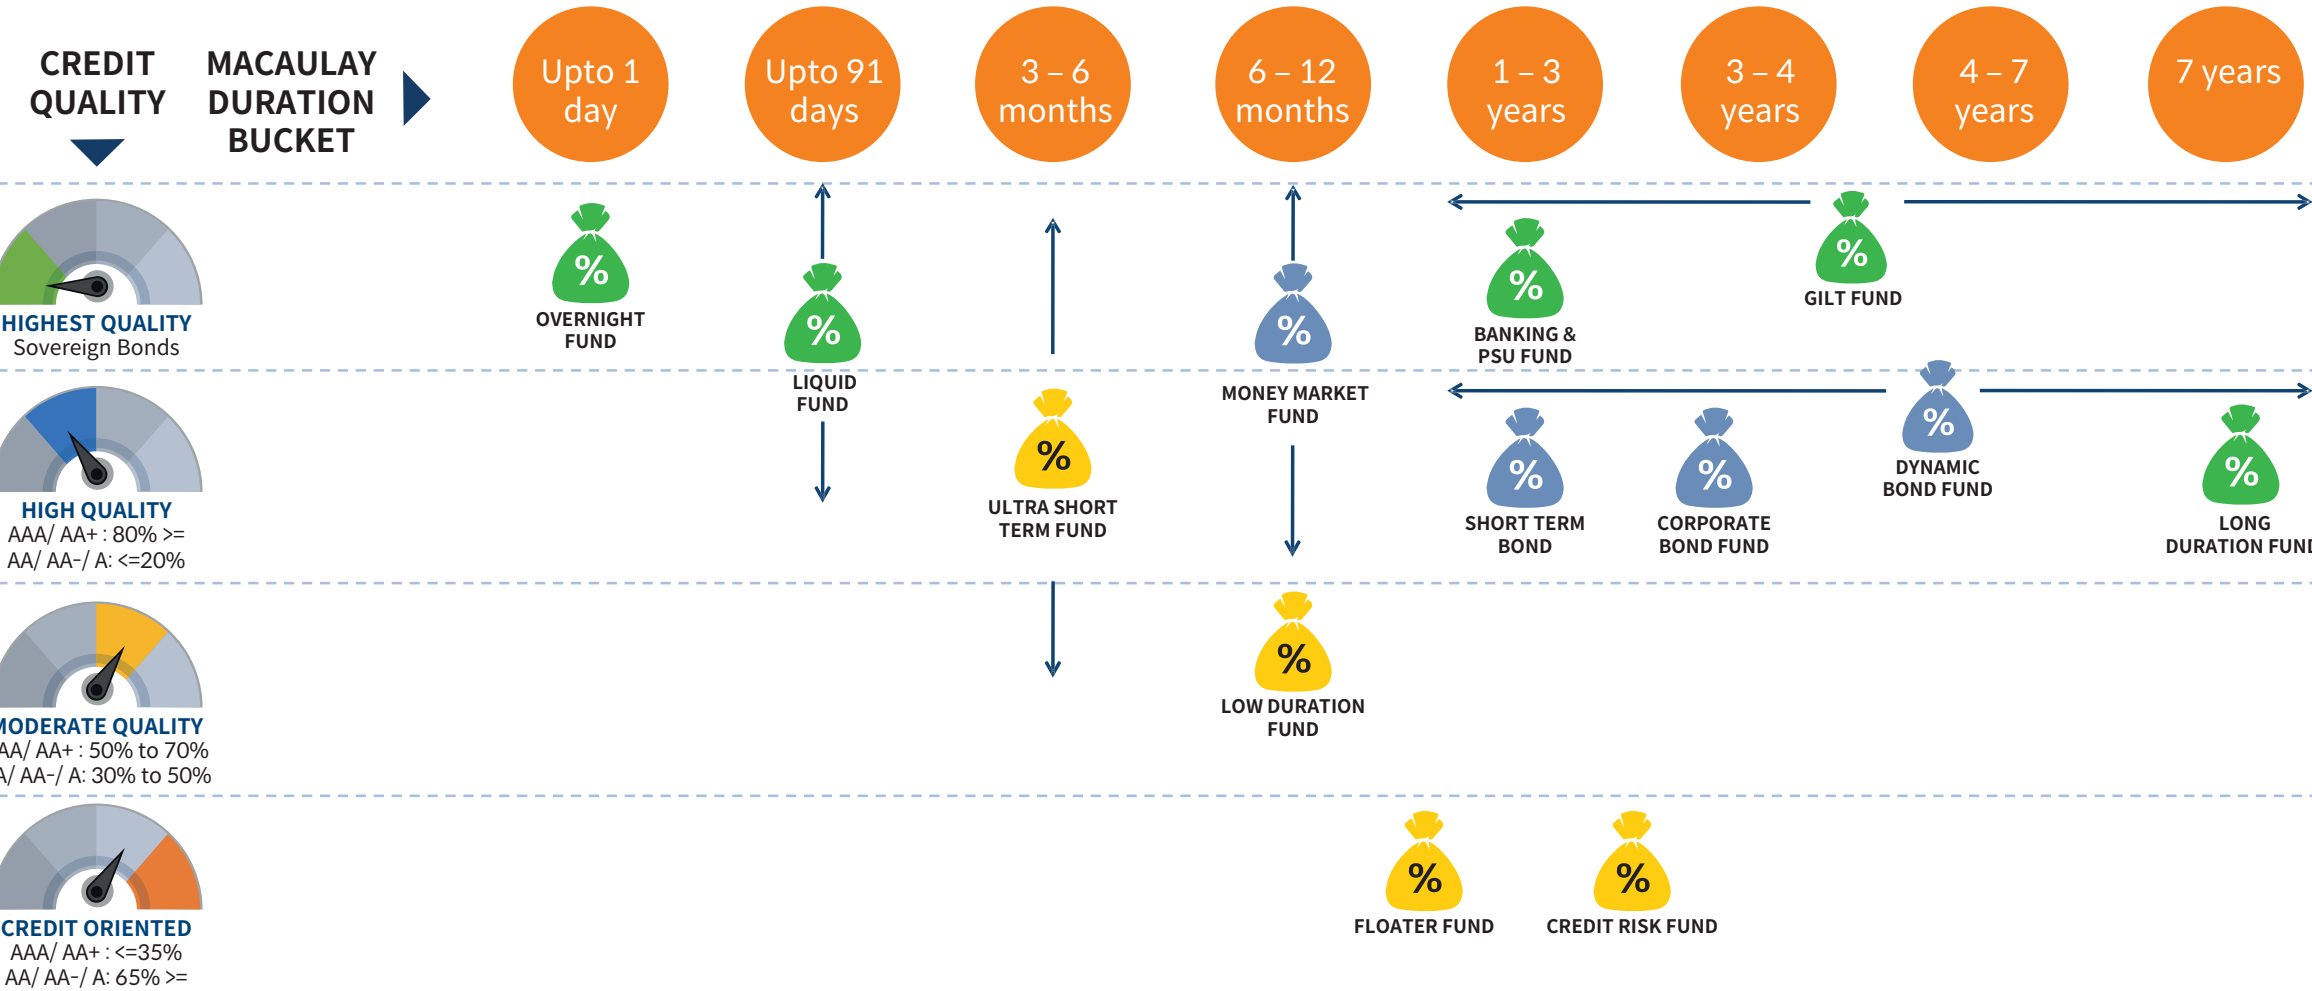 CREDIT
QUALITY
MACAULAY
DURATION
BUCKET
Upto 1
day
Upto 91
days
3 – 6
months
6 – 12
months
1 – 3
years
3 – 4
years
4 – 7
years
7 years
HIGHEST QUALITY
Sovereign Bonds
%
OVERNIGHT
FUND
%
LIQUID
FUND
%
MONEY MARKET
FUND
%
BANKING &
PSU FUND
%
GILT FUND
HIGH QUALITY
AAA/ AA+ : 80% >=
AA/ AA-/ A: <=20%
%
ULTRA SHORT
TERM FUND
%
SHORT TERM
BOND
%
CORPORATE
BOND FUND
%
DYNAMIC
BOND FUND
%
LONG
DURATION FUND
MODERATE QUALITY
AA/ AA+ : 50% to 70%
A/ AA-/ A: 30% to 50%
%
LOW DURATION
FUND
CREDIT ORIENTED
AAA/ AA+ : <=35%
AA/ AA-/ A: 65% >=
%
FLOATER FUND
%
CREDIT RISK FUND